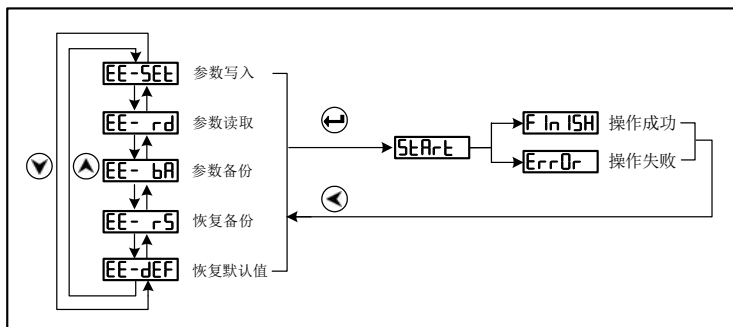 EE-SEt 参数写入
EE- rd 参数读取
EE- bA 参数备份
EE- rS 恢复备份
EE-dEF 恢复默认值
StArt
FInISH 操作成功
ErrOr 操作失败